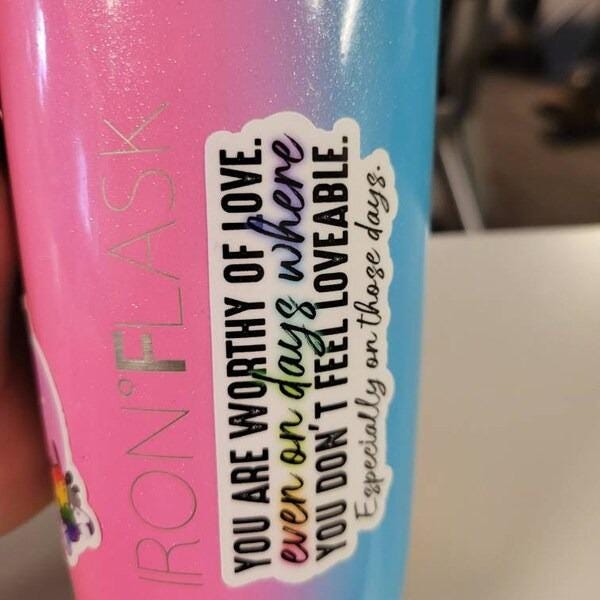 IRON°FLASK
YOU ARE WORTHY OF LOVE.
even on days where
YOU DON'T FEEL LOVEABLE.
Especially on those days.